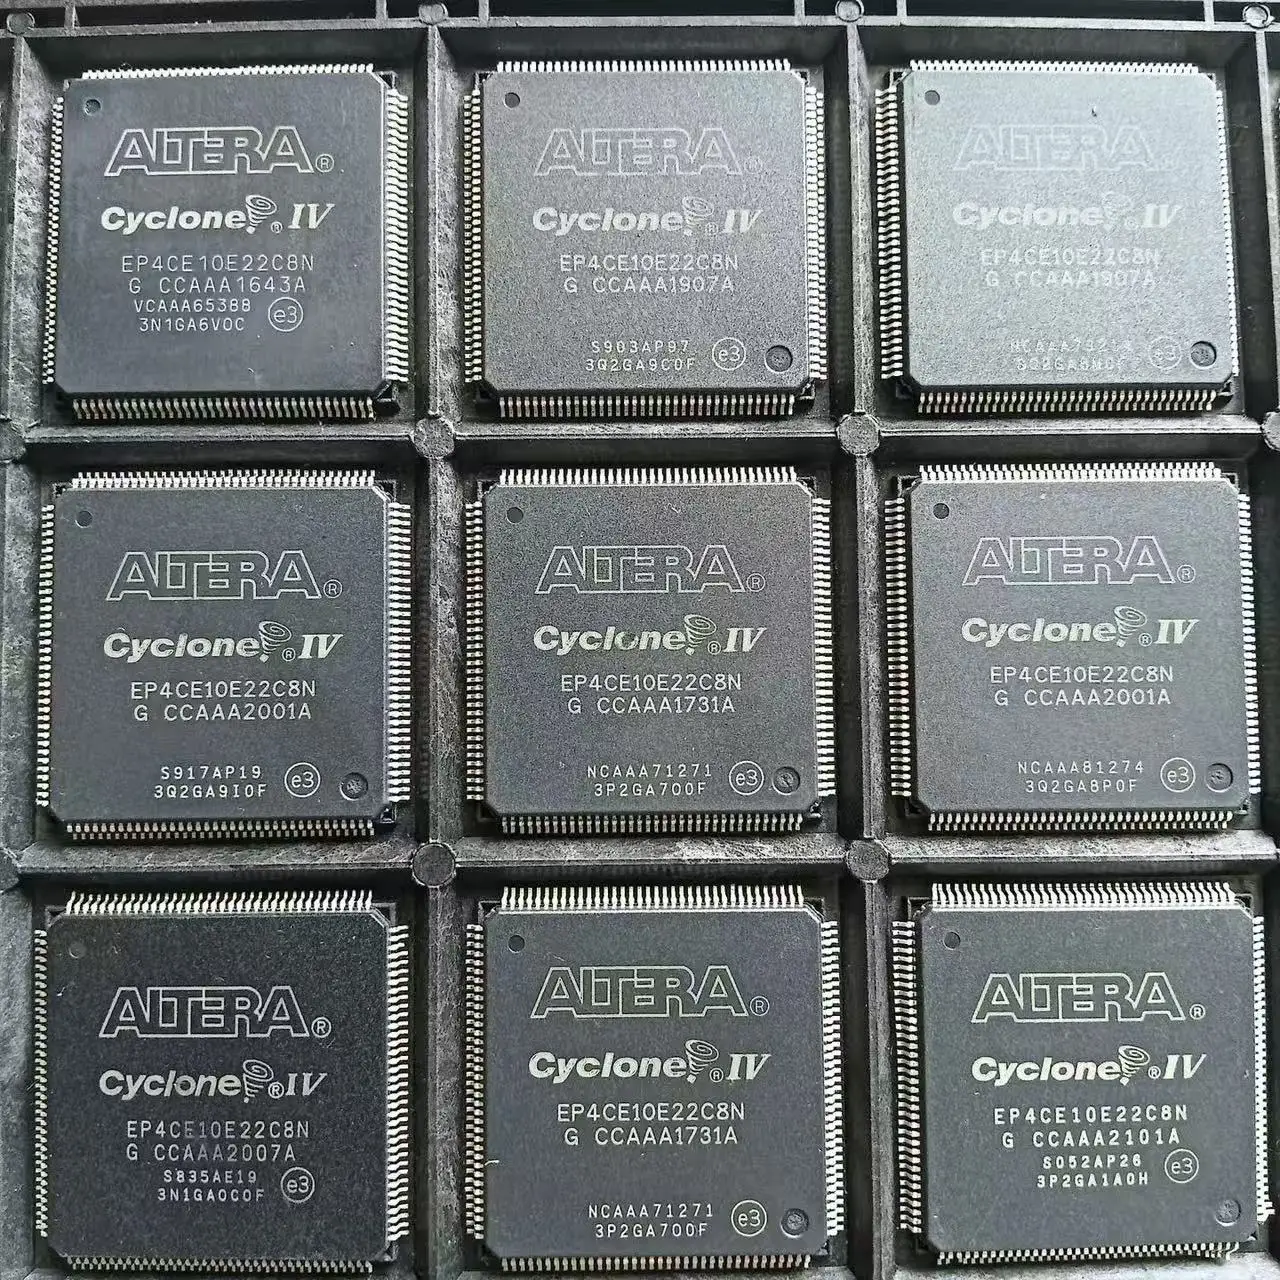 ALTERA®
Cyclone® IV
EP4CE10E22C8N
G CCAAA1643A
VCAAA65388
3N1GA6V0C e3
ALTERA®
Cyclone® IV
EP4CE10E22C8N
G CCAAA1907A
S903AP97
3Q2GA9C0F e3
ALTERA
Cyclone® IV
EP4CE10E22C8N
G CCAAA1907A
e3
ALTERA®
Cyclone® IV
EP4CE10E22C8N
G CCAAA2001A
S917AP19
3Q2GA9I0F e3
ALTERA®
Cyclone® IV
EP4CE10E22C8N
G CCAAA1731A
NCAAA71271
3P2GA700F e3
ALTERA®
Cyclone® IV
EP4CE10E22C8N
G CCAAA2001A
NCAAA81274
3Q2GA8P0F e3
ALTERA®
Cyclone® IV
EP4CE10E22C8N
G CCAAA2007A
S835AE19
3N1GA0C0F e3
ALTERA®
Cyclone® IV
EP4CE10E22C8N
G CCAAA1731A
NCAAA71271
3P2GA700F e3
ALTERA®
Cyclone® IV
EP4CE10E22C8N
G CCAAA2101A
S052AP26
3P2GA1A0H e3